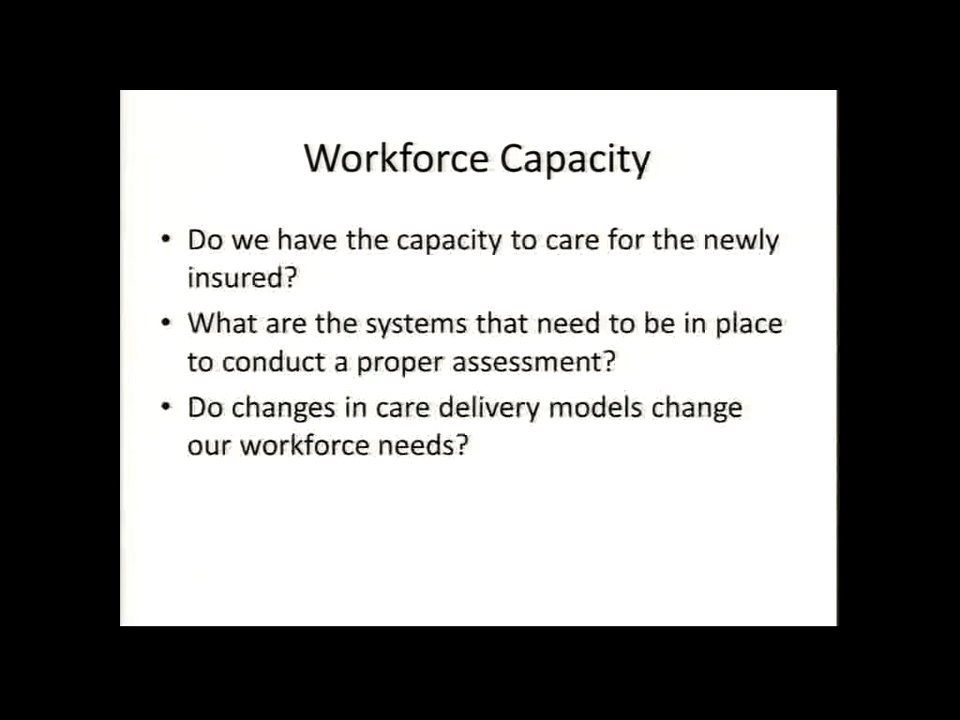 Workforce Capacity
• Do we have the capacity to care for the newly
insured?
• What are the systems that need to be in place
to conduct a proper assessment?
• Do changes in care delivery models change
our workforce needs?